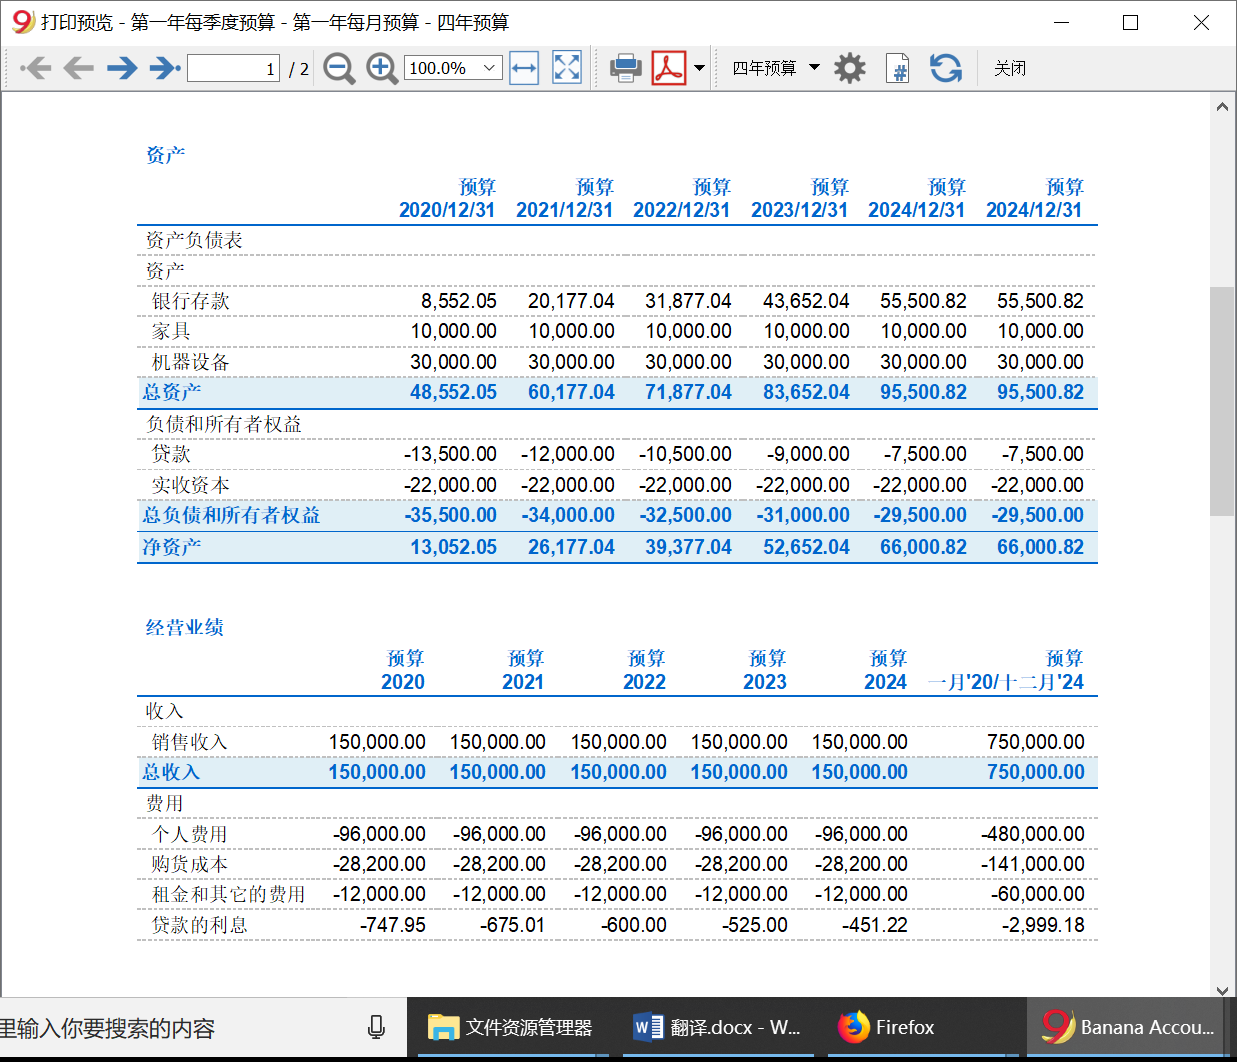 打印预览 - 第一年每季度预算 - 第一年每月预算 - 四年预算
1 / 2 100.0% 四年预算 # 关闭
资产
预算 预算 预算 预算 预算 预算
2020/12/31 2021/12/31 2022/12/31 2023/12/31 2024/12/31 2024/12/31
资产负债表
资产
银行存款 8,552.05 20,177.04 31,877.04 43,652.04 55,500.82 55,500.82
家具 10,000.00 10,000.00 10,000.00 10,000.00 10,000.00 10,000.00
机器设备 30,000.00 30,000.00 30,000.00 30,000.00 30,000.00 30,000.00
总资产 48,552.05 60,177.04 71,877.04 83,652.04 95,500.82 95,500.82
负债和所有者权益
贷款 -13,500.00 -12,000.00 -10,500.00 -9,000.00 -7,500.00 -7,500.00
实收资本 -22,000.00 -22,000.00 -22,000.00 -22,000.00 -22,000.00 -22,000.00
总负债和所有者权益 -35,500.00 -34,000.00 -32,500.00 -31,000.00 -29,500.00 -29,500.00
净资产 13,052.05 26,177.04 39,377.04 52,652.04 66,000.82 66,000.82
经营业绩
预算 预算 预算 预算 预算 预算
2020 2021 2022 2023 2024 一月'20/十二月'24
收入
销售收入 150,000.00 150,000.00 150,000.00 150,000.00 150,000.00 750,000.00
总收入 150,000.00 150,000.00 150,000.00 150,000.00 150,000.00 750,000.00
费用
个人费用 -96,000.00 -96,000.00 -96,000.00 -96,000.00 -96,000.00 -480,000.00
购货成本 -28,200.00 -28,200.00 -28,200.00 -28,200.00 -28,200.00 -141,000.00
租金和其它的费用 -12,000.00 -12,000.00 -12,000.00 -12,000.00 -12,000.00 -60,000.00
贷款的利息 -747.95 -675.01 -600.00 -525.00 -451.22 -2,999.18
里输入你要搜索的内容 文件资源管理器 翻译.docx - W... Firefox Banana Accou...